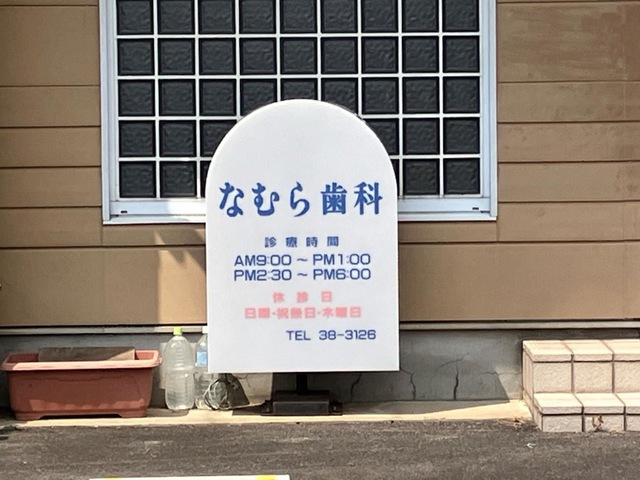 なむら歯科
診療時間
AM9:00 ～ PM1:00
PM2:30 ～ PM6:00
休診日
日曜・祝祭日・木曜日
TEL 38-3126